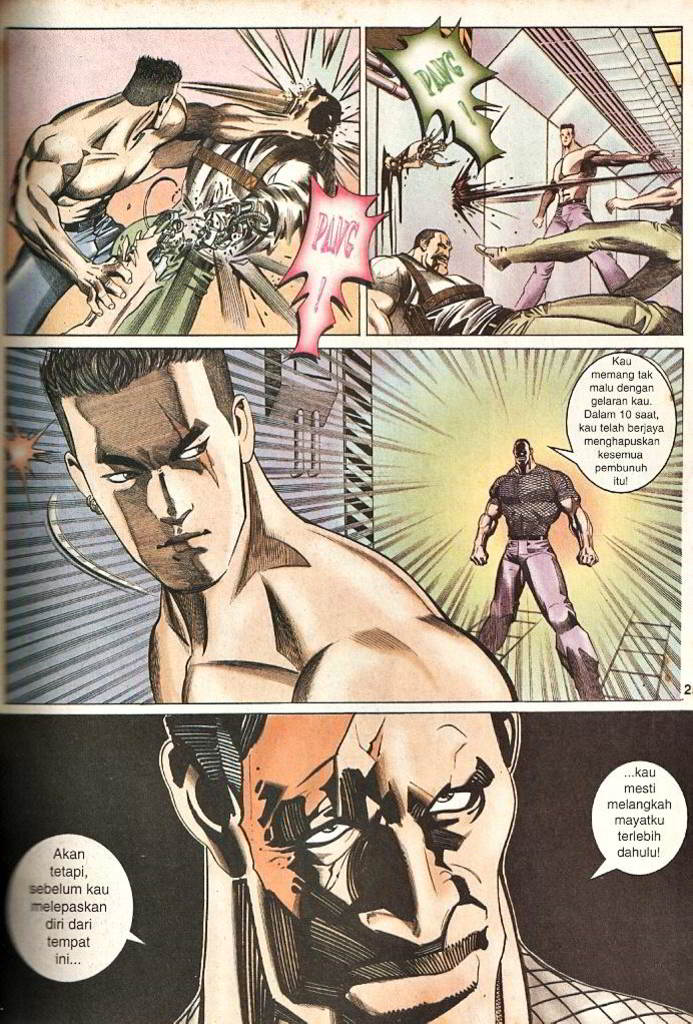 PANG!
PANG!
Kau
memang tak
malu dengan
gelaran kau.
Dalam 10 saat,
kau telah berjaya
menghapuskan
kesemua
pembunuh
itu!
2
Akan
tetapi,
sebelum kau
melepaskan
diri dari
tempat
ini...
...kau
mesti
melangkah
mayatku
terlebih
dahulu!